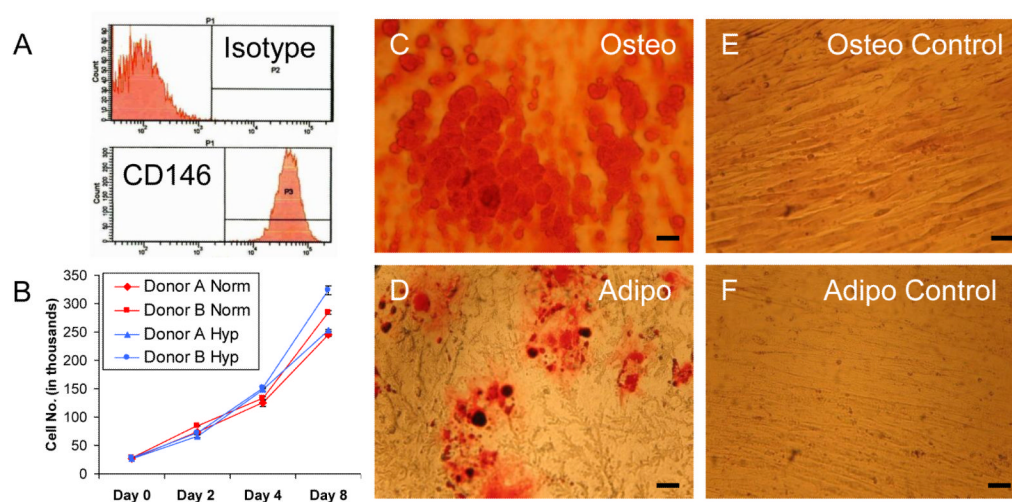 A
P1
Isotype
P2
Count
P1
CD146
P3
Count
B
350
300
250
200
150
100
50
0
Cell No. (in thousands)
Donor A Norm
Donor B Norm
Donor A Hyp
Donor B Hyp
Day 0 Day 2 Day 4 Day 8
C Osteo
D Adipo
E Osteo Control
F Adipo Control